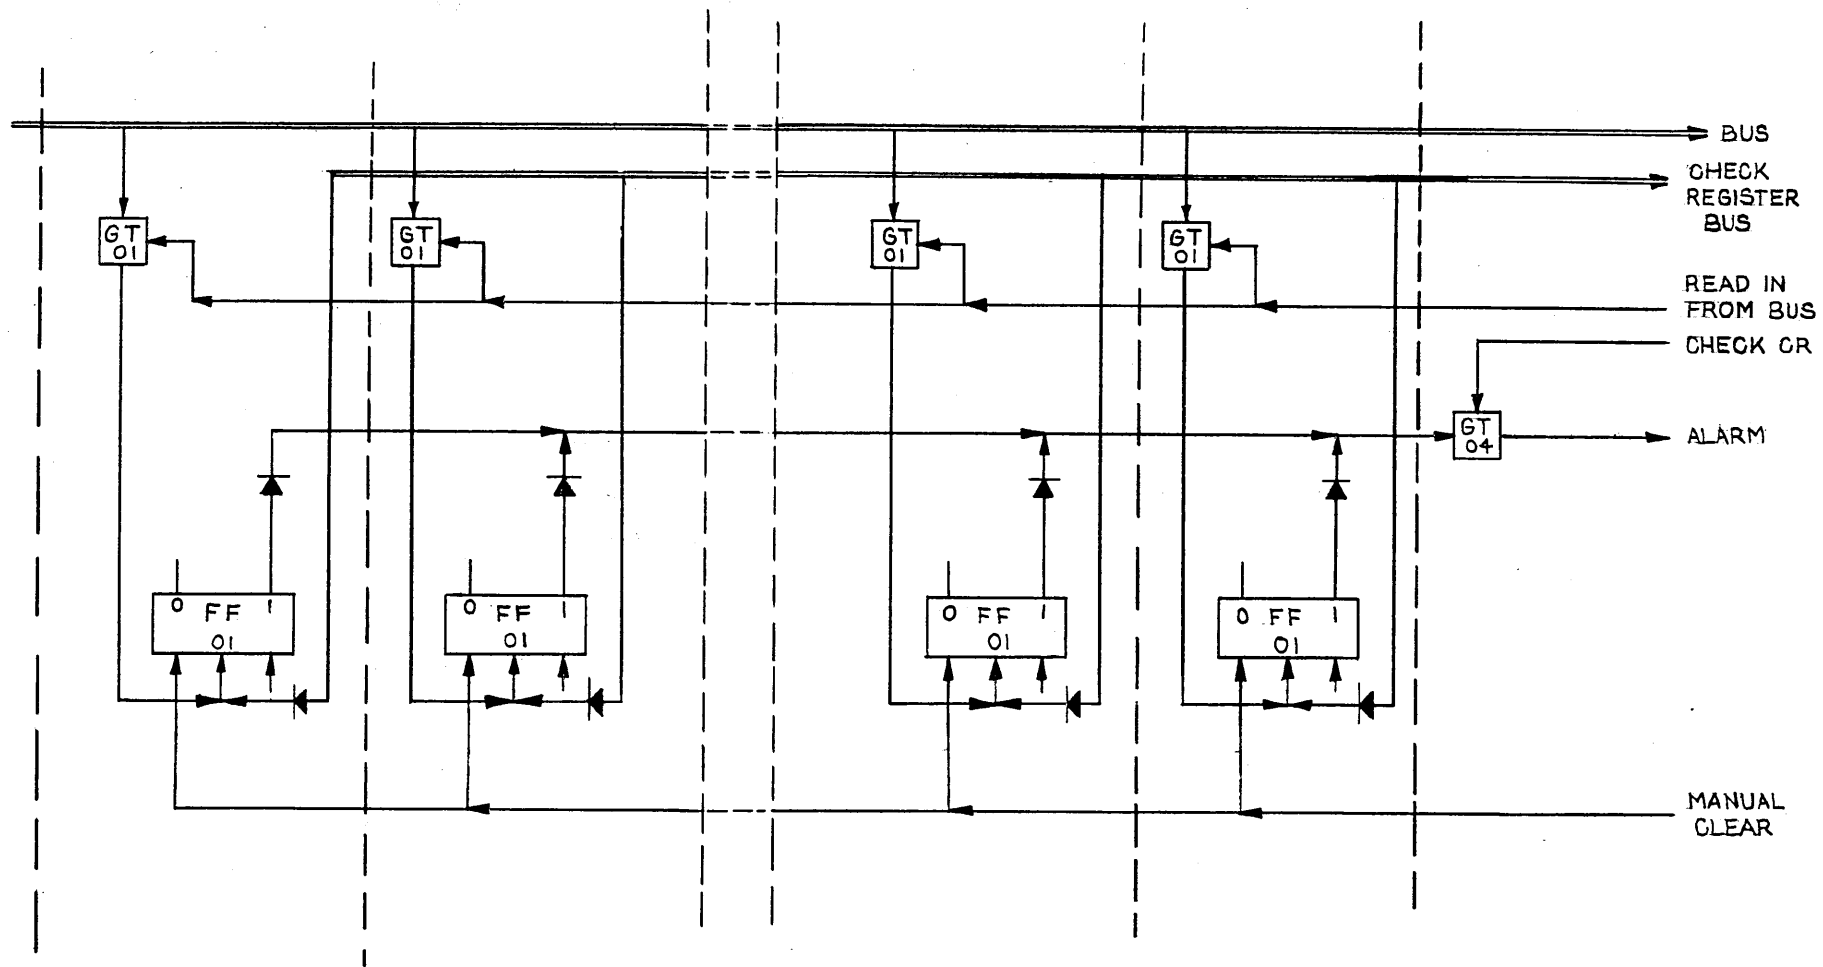 BUS
CHECK
REGISTER
BUS
GT
01
GT
01
GT
01
GT
01
READ IN
FROM BUS
CHECK CR
GT
04
ALARM
0 FF 1
01
0 FF 1
01
0 FF 1
01
0 FF 1
01
MANUAL
CLEAR